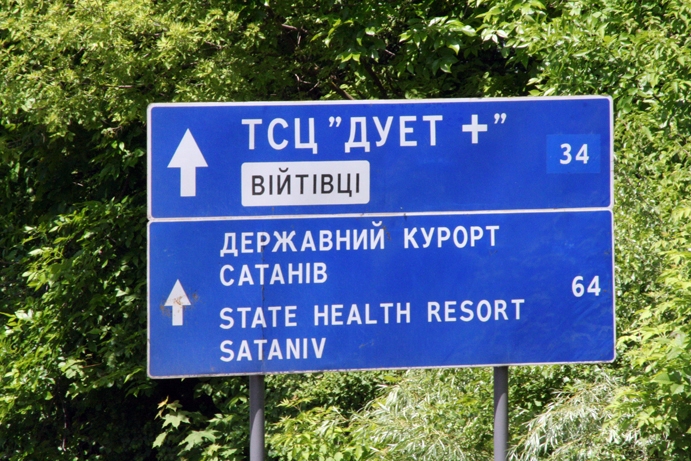 ТСЦ "ДУЕТ +"
34
ВІЙТІВЦІ
ДЕРЖАВНИЙ КУРОРТ
САТАНІВ
64
STATE HEALTH RESORT
SATANIV